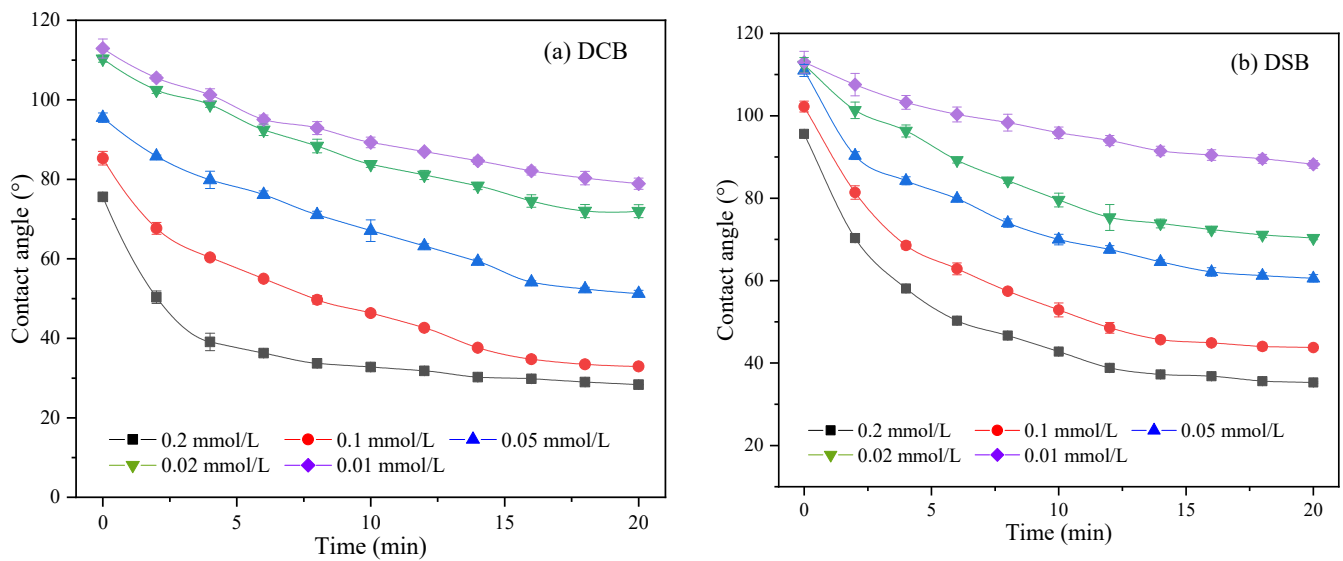 120
100
80
60
40
20
0
Contact angle (°)
(a) DCB
0.2 mmol/L 0.1 mmol/L 0.05 mmol/L
0.02 mmol/L 0.01 mmol/L
0 5 10 15 20
Time (min)
120
100
80
60
40
20
Contact angle (°)
(b) DSB
0.2 mmol/L 0.1 mmol/L 0.05 mmol/L
0.02 mmol/L 0.01 mmol/L
0 5 10 15 20
Time (min)